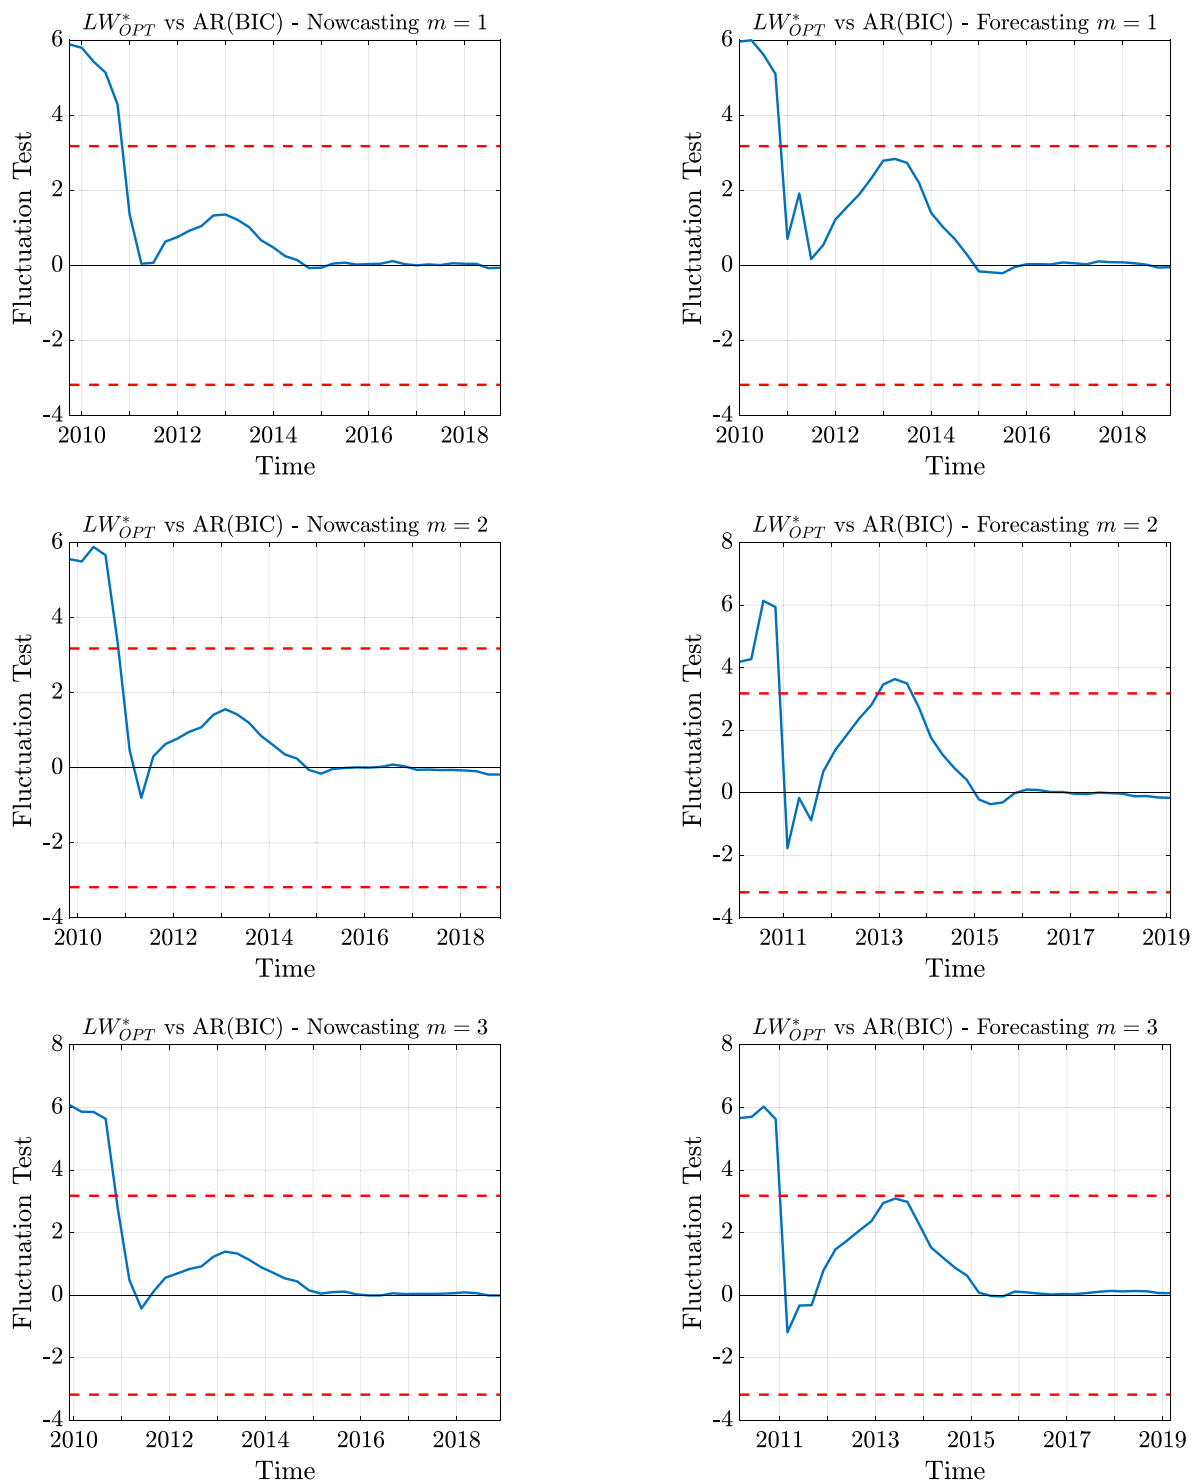 LW*OPT vs AR(BIC) - Nowcasting m = 1
6
4
2
0
-2
-4
Fluctuation Test
2010 2012 2014 2016 2018
Time
LW*OPT vs AR(BIC) - Forecasting m = 1
6
4
2
0
-2
-4
Fluctuation Test
2010 2012 2014 2016 2018
Time
LW*OPT vs AR(BIC) - Nowcasting m = 2
6
4
2
0
-2
-4
Fluctuation Test
2010 2012 2014 2016 2018
Time
LW*OPT vs AR(BIC) - Forecasting m = 2
8
6
4
2
0
-2
-4
Fluctuation Test
2011 2013 2015 2017 2019
Time
LW*OPT vs AR(BIC) - Nowcasting m = 3
8
6
4
2
0
-2
-4
Fluctuation Test
2010 2012 2014 2016 2018
Time
LW*OPT vs AR(BIC) - Forecasting m = 3
8
6
4
2
0
-2
-4
Fluctuation Test
2011 2013 2015 2017 2019
Time